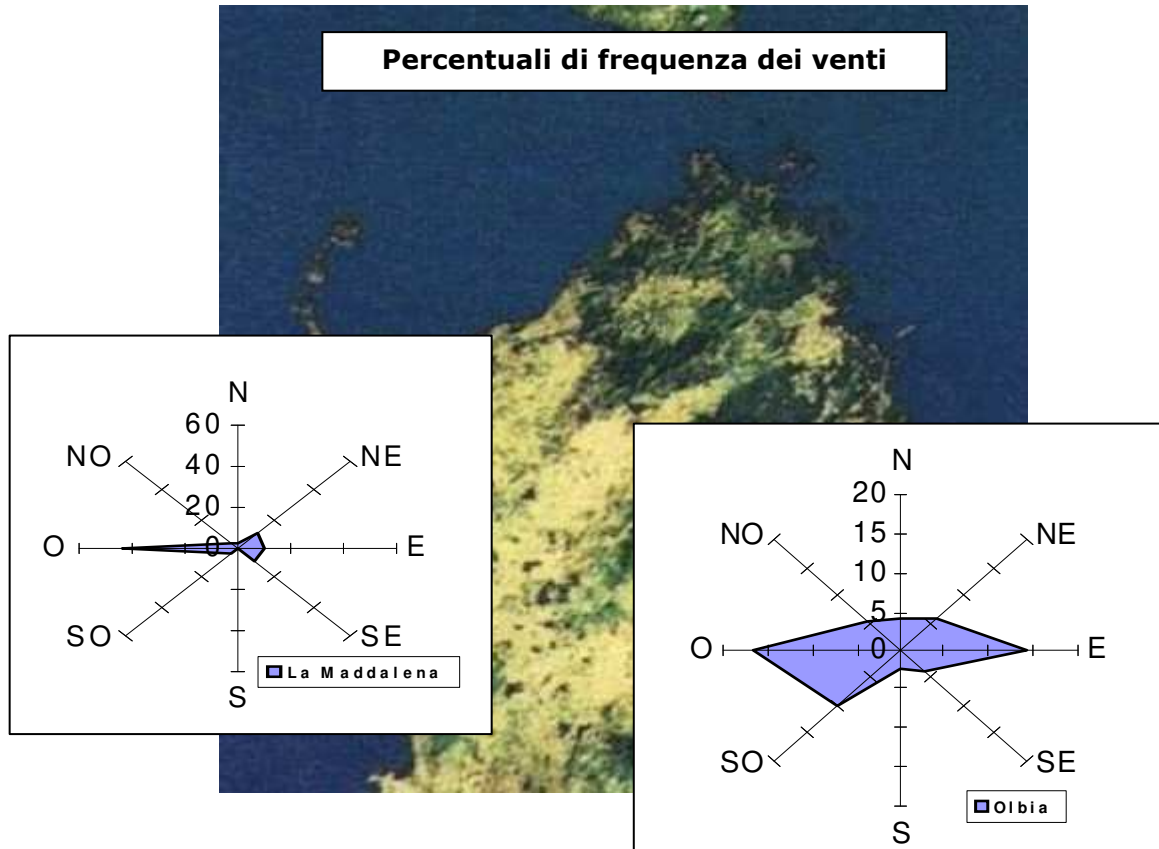 Percentuali di frequenza dei venti
N
60
NO
40
NE
20
O
0
E
SO
SE
La Maddalena
S
N
20
NO
15
NE
10
5
O
0
E
SO
SE
Olbia
S